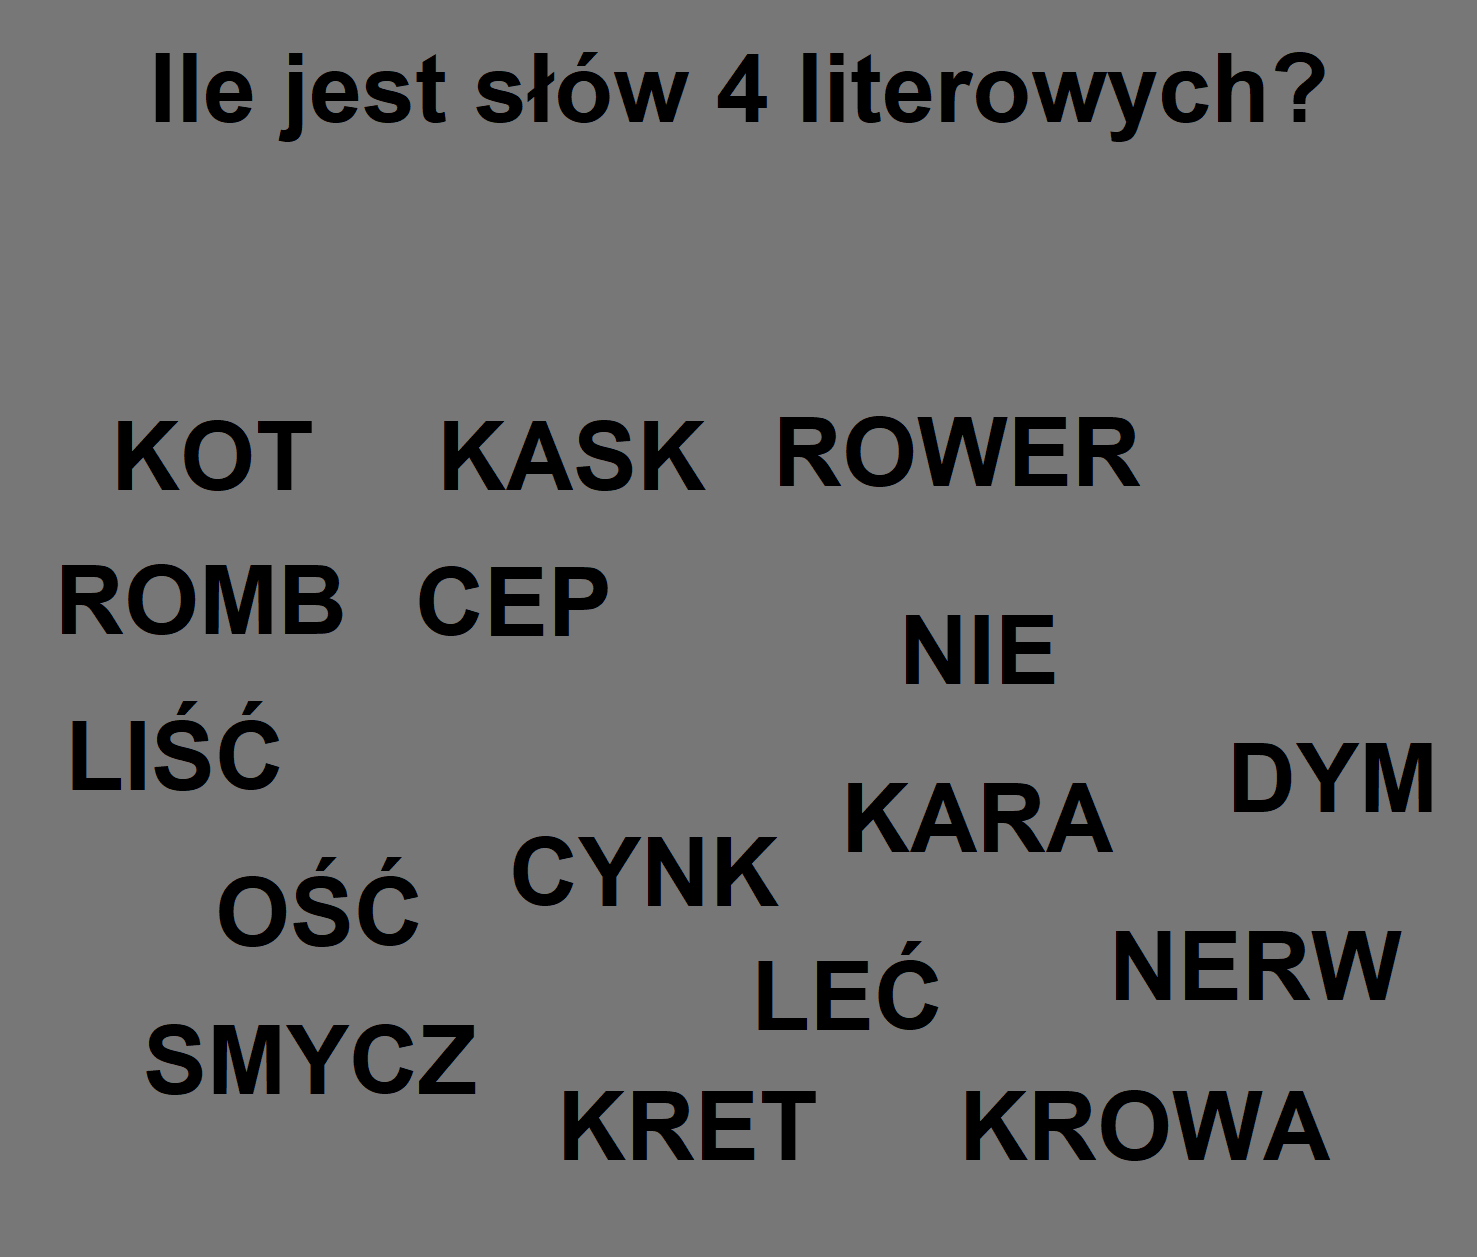 Ile jest słów 4 literowych?
KOT KASK ROWER
ROMB CEP
NIE
LIŚĆ
DYM
KARA
CYNK
OŚĆ
NERW
LEĆ
SMYCZ
KRET KROWA